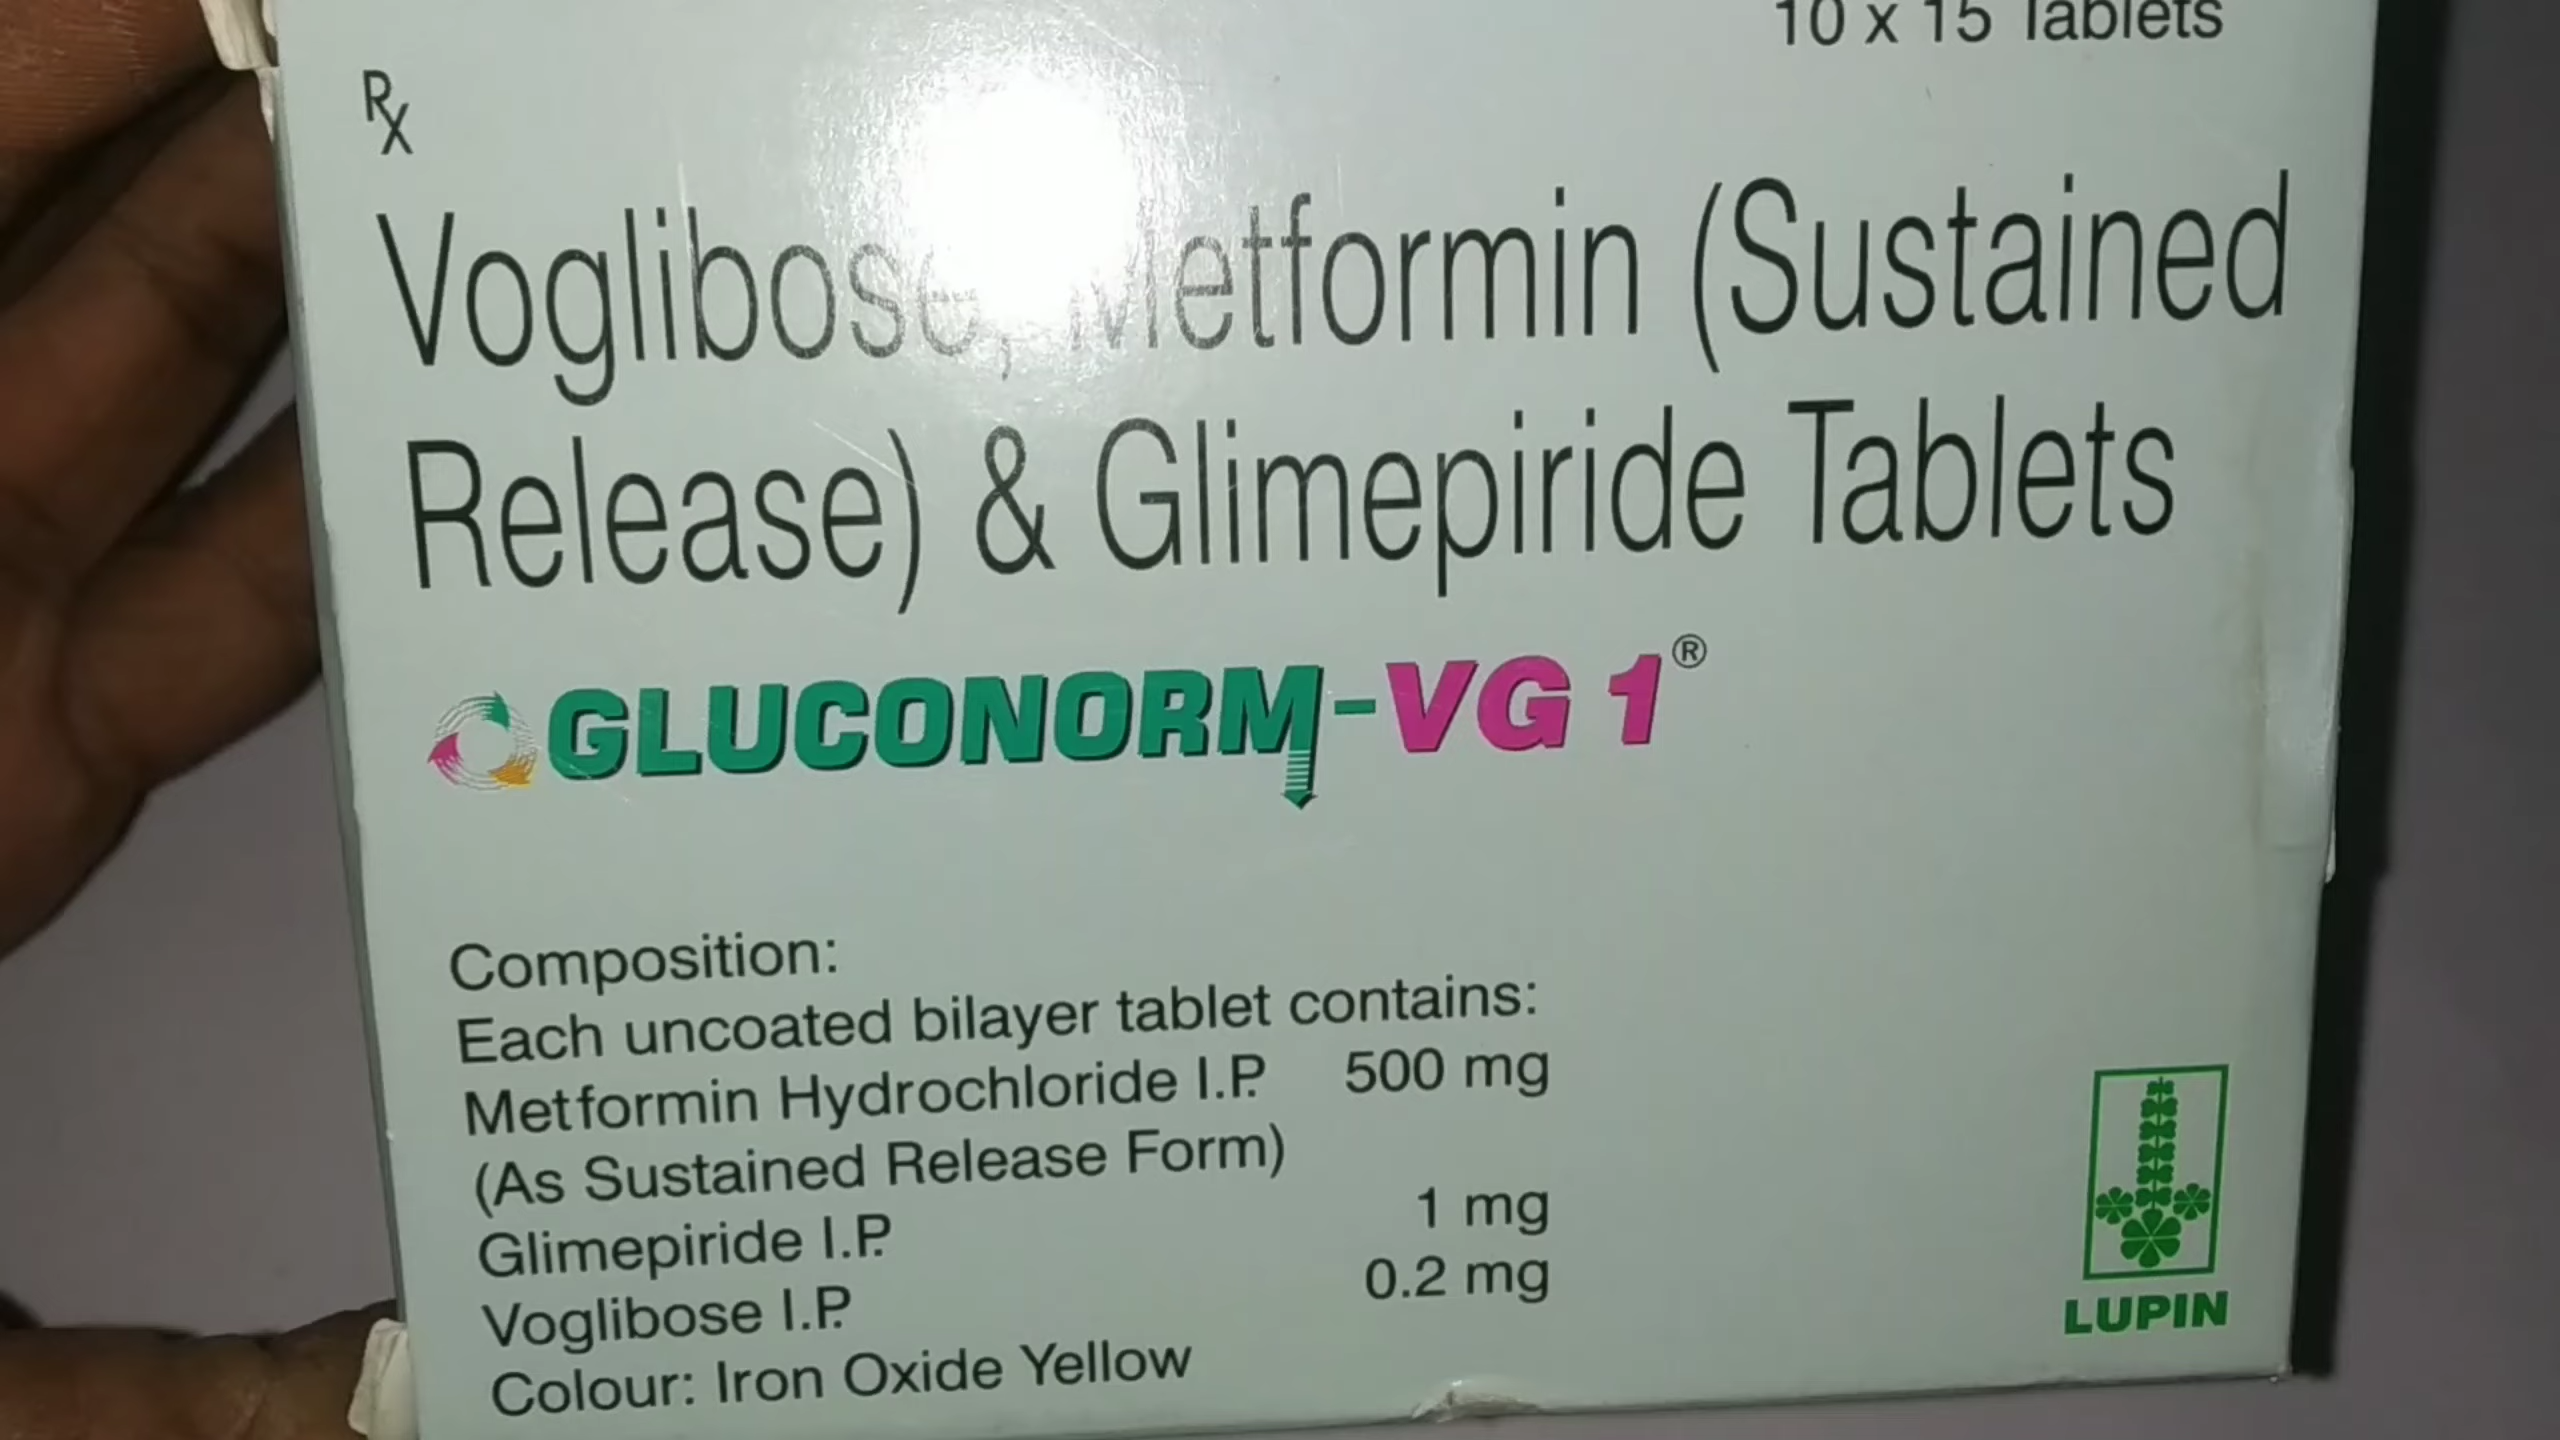 10 x 15 Tablets
Rx
Voglibose, Metformin (Sustained
Release) & Glimepiride Tablets
GLUCONORM-VG 1®
Composition:
Each uncoated bilayer tablet contains:
Metformin Hydrochloride I.P. 500 mg
(As Sustained Release Form)
Glimepiride I.P. 1 mg
Voglibose I.P. 0.2 mg
Colour: Iron Oxide Yellow
LUPIN